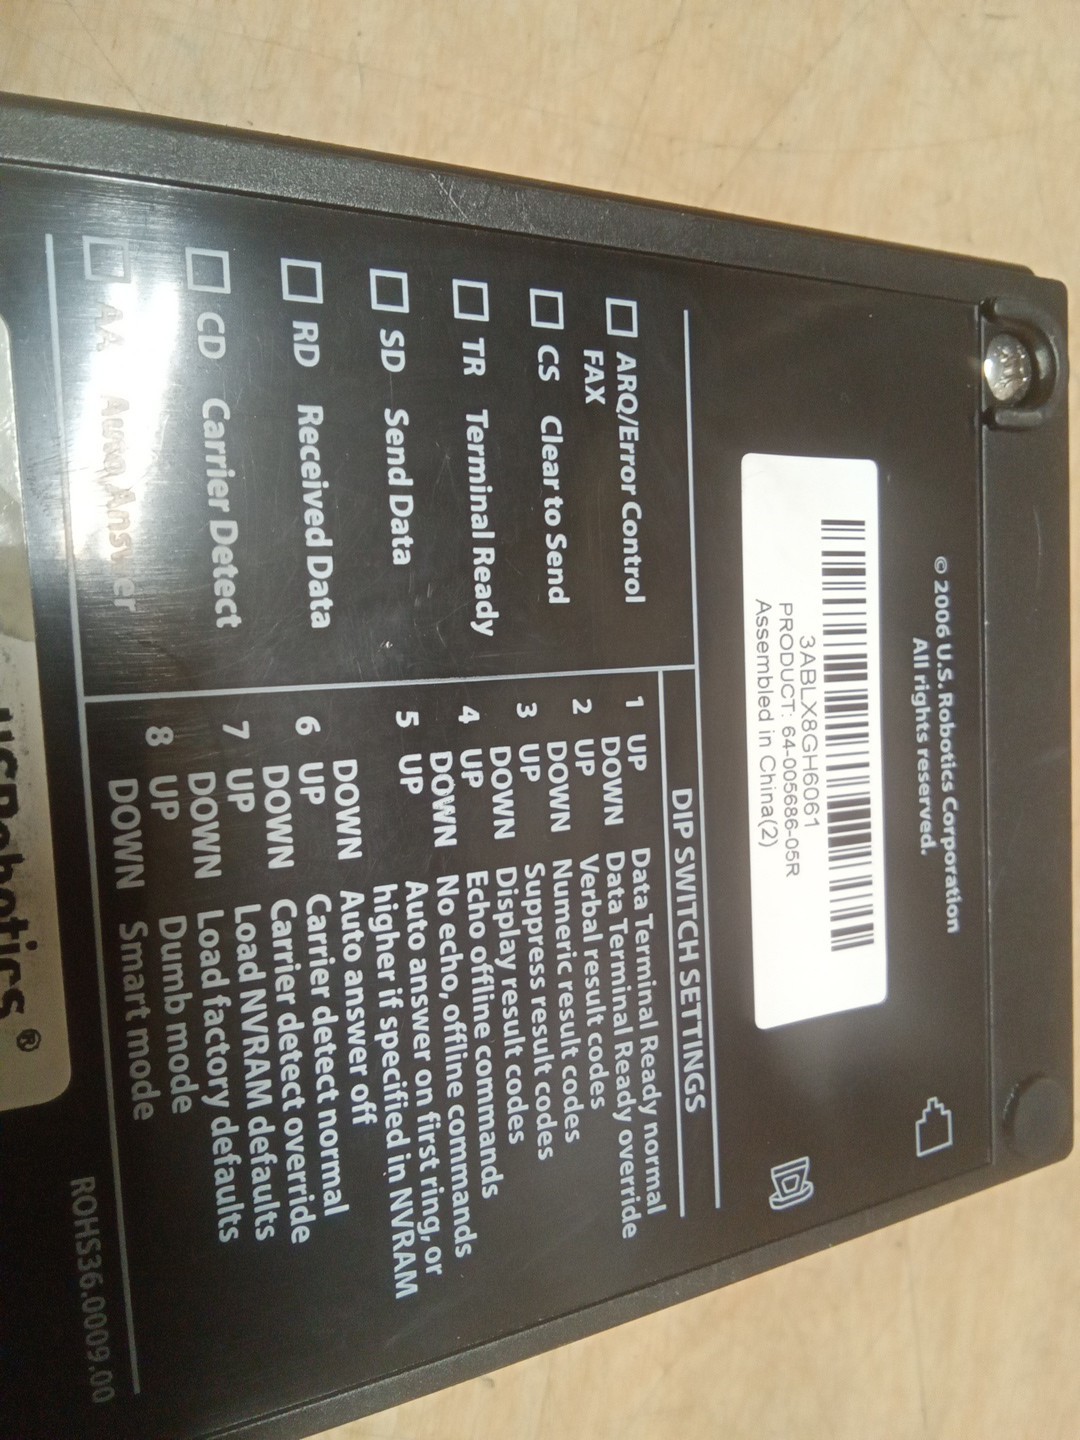 © 2006 U.S. Robotics Corporation
All rights reserved.
3ABLX8GH6061
PRODUCT: 64-005686-05R
Assembled in China(2)
ARQ/Error Control
FAX
CS Clear to Send
TR Terminal Ready
SD Send Data
RD Received Data
CD Carrier Detect
AA Auto Answer
DIP SWITCH SETTINGS
1 UP Data Terminal Ready normal
DOWN Data Terminal Ready override
2 UP Verbal result codes
DOWN Numeric result codes
3 UP Suppress result codes
DOWN Display result codes
4 UP Echo offline commands
DOWN No echo, offline commands
5 UP Auto answer on first ring, or
higher if specified in NVRAM
DOWN Auto answer off
6 UP Carrier detect normal
DOWN Carrier detect override
7 UP Load NVRAM defaults
DOWN Load factory defaults
8 UP Dumb mode
DOWN Smart mode
USRobotics®
ROHS36.0009.00